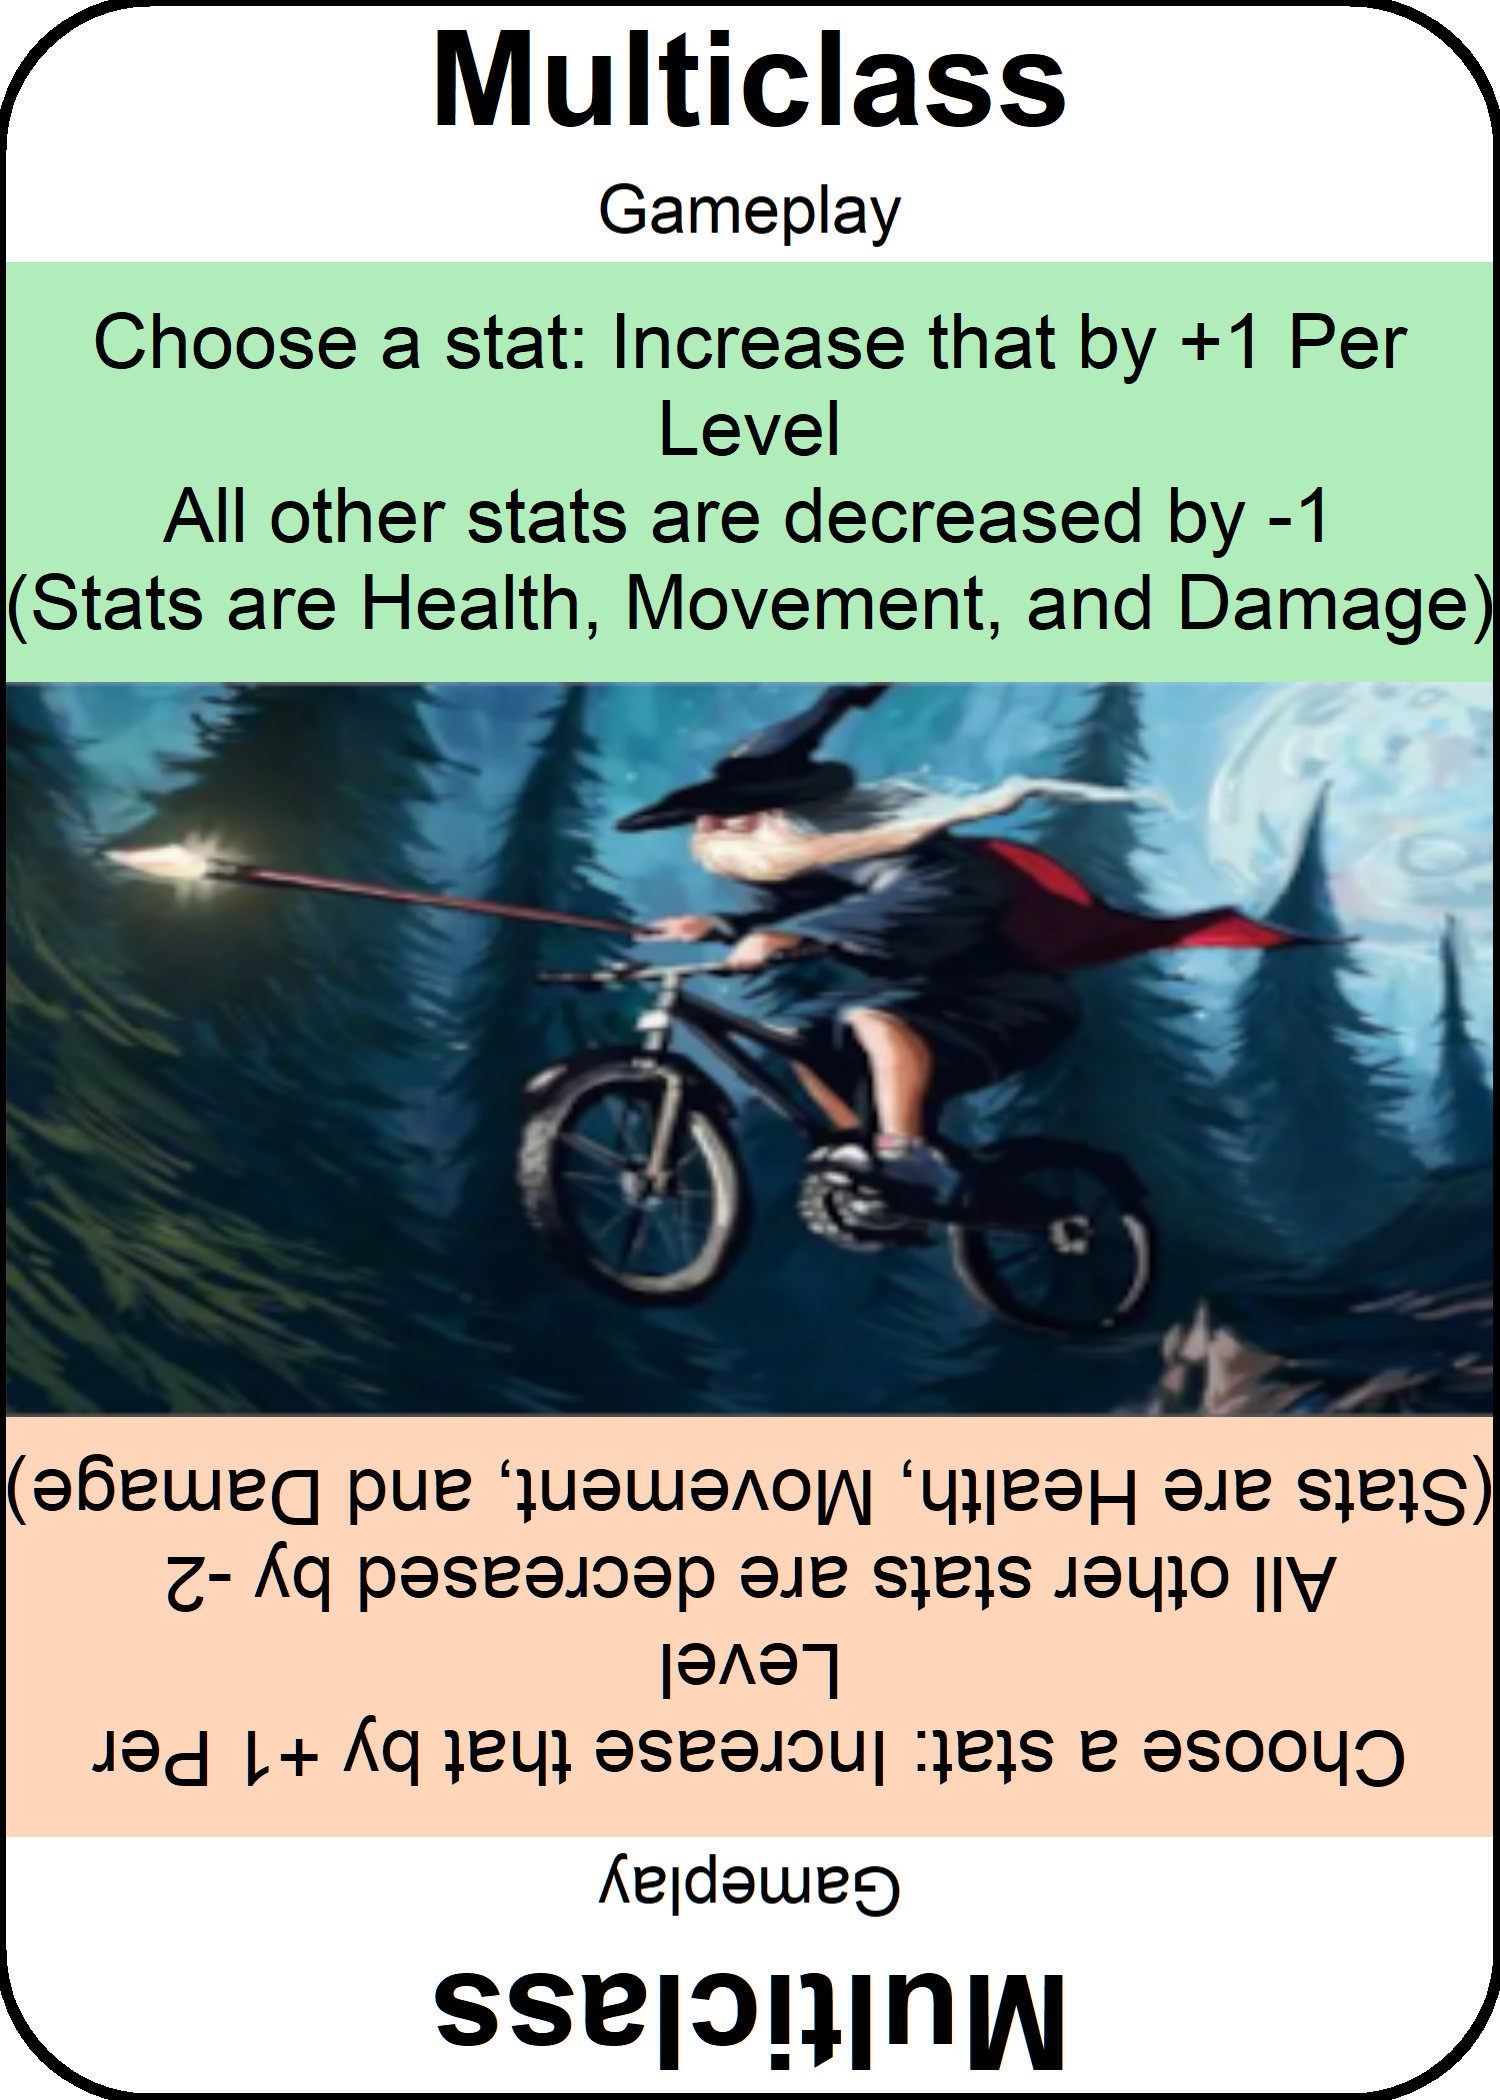 Multiclass
Gameplay
Choose a stat: Increase that by +1 Per
Level
All other stats are decreased by -1
(Stats are Health, Movement, and Damage)
Multiclass
Gameplay
Choose a stat: Increase that by +1 Per
Level
All other stats are decreased by -2
(Stats are Health, Movement, and Damage)